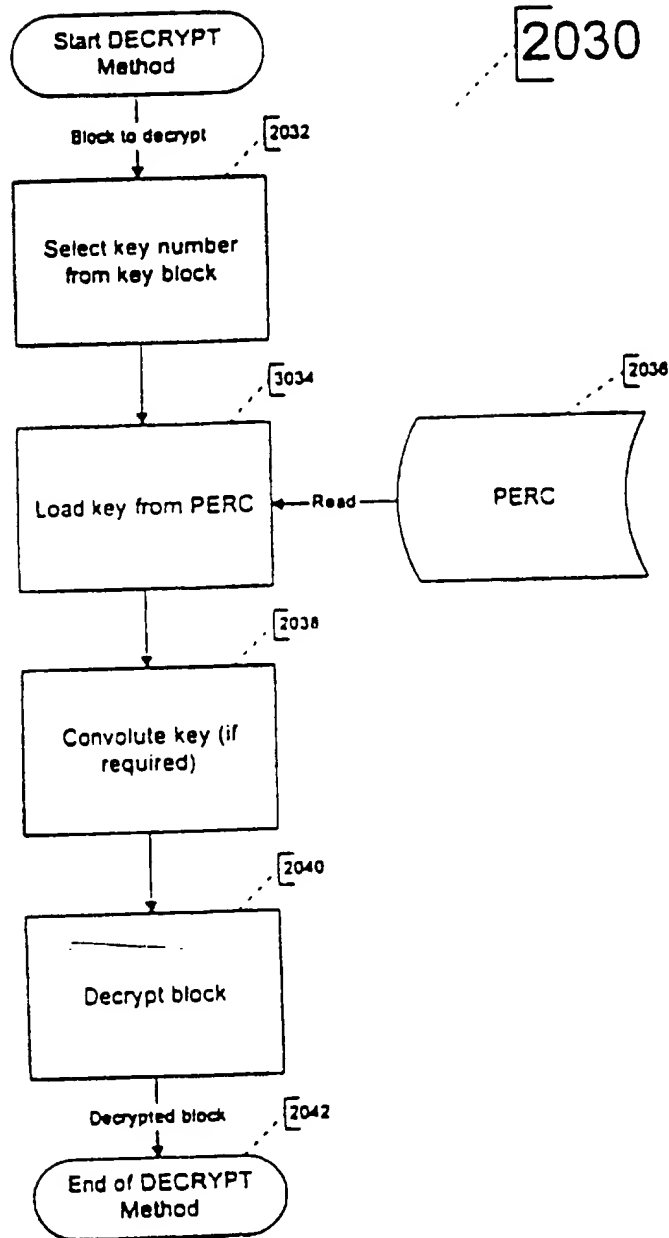 Start DECRYPT
Method
2030
Block to decrypt
2032
Select key number
from key block
3034
Load key from PERC
Read
2036
PERC
2038
Convolute key (if
required)
2040
Decrypt block
Decrypted block
2042
End of DECRYPT
Method